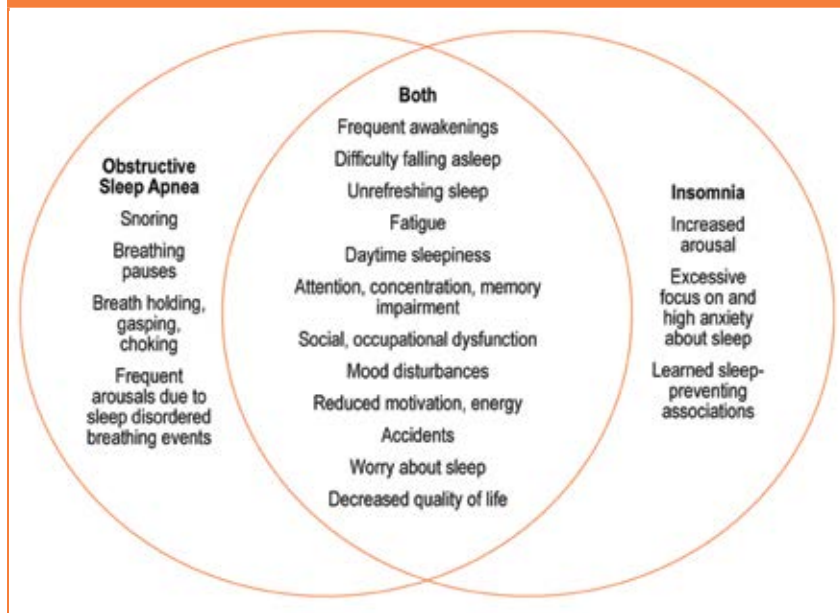 Obstructive
Sleep Apnea
Snoring
Breathing
pauses
Breath holding,
gasping,
choking
Frequent
arousals due to
sleep disordered
breathing events
Both
Frequent awakenings
Difficulty falling asleep
Unrefreshing sleep
Fatigue
Daytime sleepiness
Attention, concentration, memory
impairment
Social, occupational dysfunction
Mood disturbances
Reduced motivation, energy
Accidents
Worry about sleep
Decreased quality of life
Insomnia
Increased
arousal
Excessive
focus on and
high anxiety
about sleep
Learned sleep-
preventing
associations